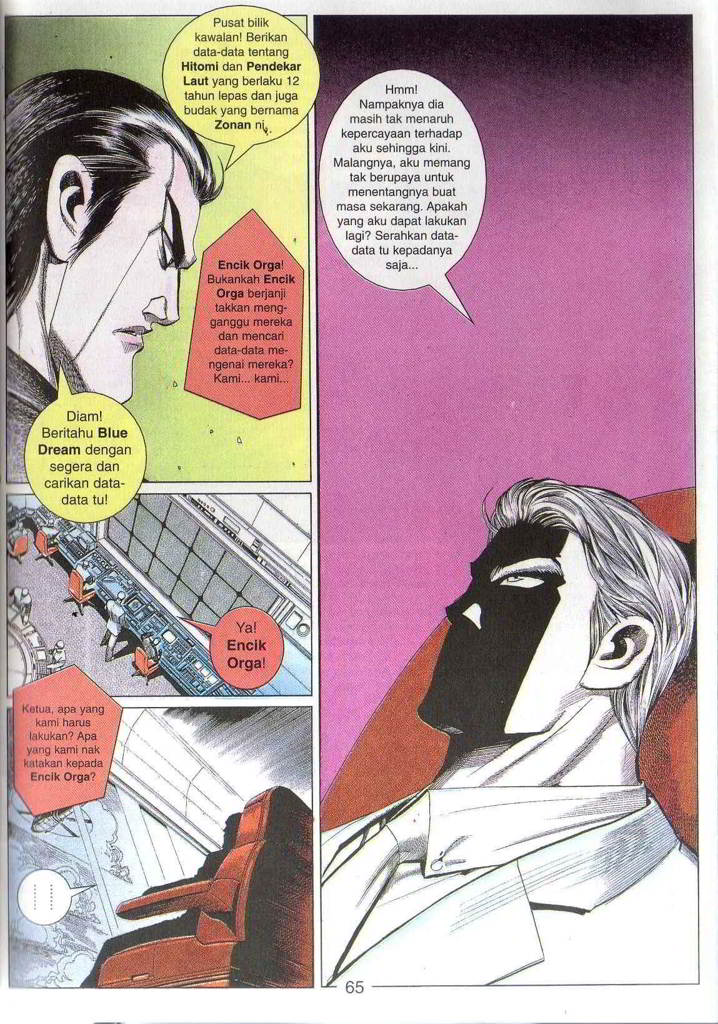 Pusat bilik
kawalan! Berikan
data-data tentang
Hitomi dan Pendekar
Laut yang berlaku 12
tahun lepas dan juga
budak yang bernama
Zonan ni.
Encik Orga!
Bukankah Encik
Orga berjanji
takkan meng-
ganggu mereka
dan mencari
data-data me-
ngenai mereka?
Kami... kami...
Diam!
Beritahu Blue
Dream dengan
segera dan
carikan data-
data tu!
Ya!
Encik
Orga!
Ketua, apa yang
kami harus
lakukan? Apa
yang kami nak
katakan kepada
Encik Orga?
Hmm!
Nampaknya dia
masih tak menaruh
kepercayaan terhadap
aku sehingga kini.
Malangnya, aku memang
tak berupaya untuk
menentangnya buat
masa sekarang. Apakah
yang aku dapat lakukan
lagi? Serahkan data-
data tu kepadanya
saja...
65